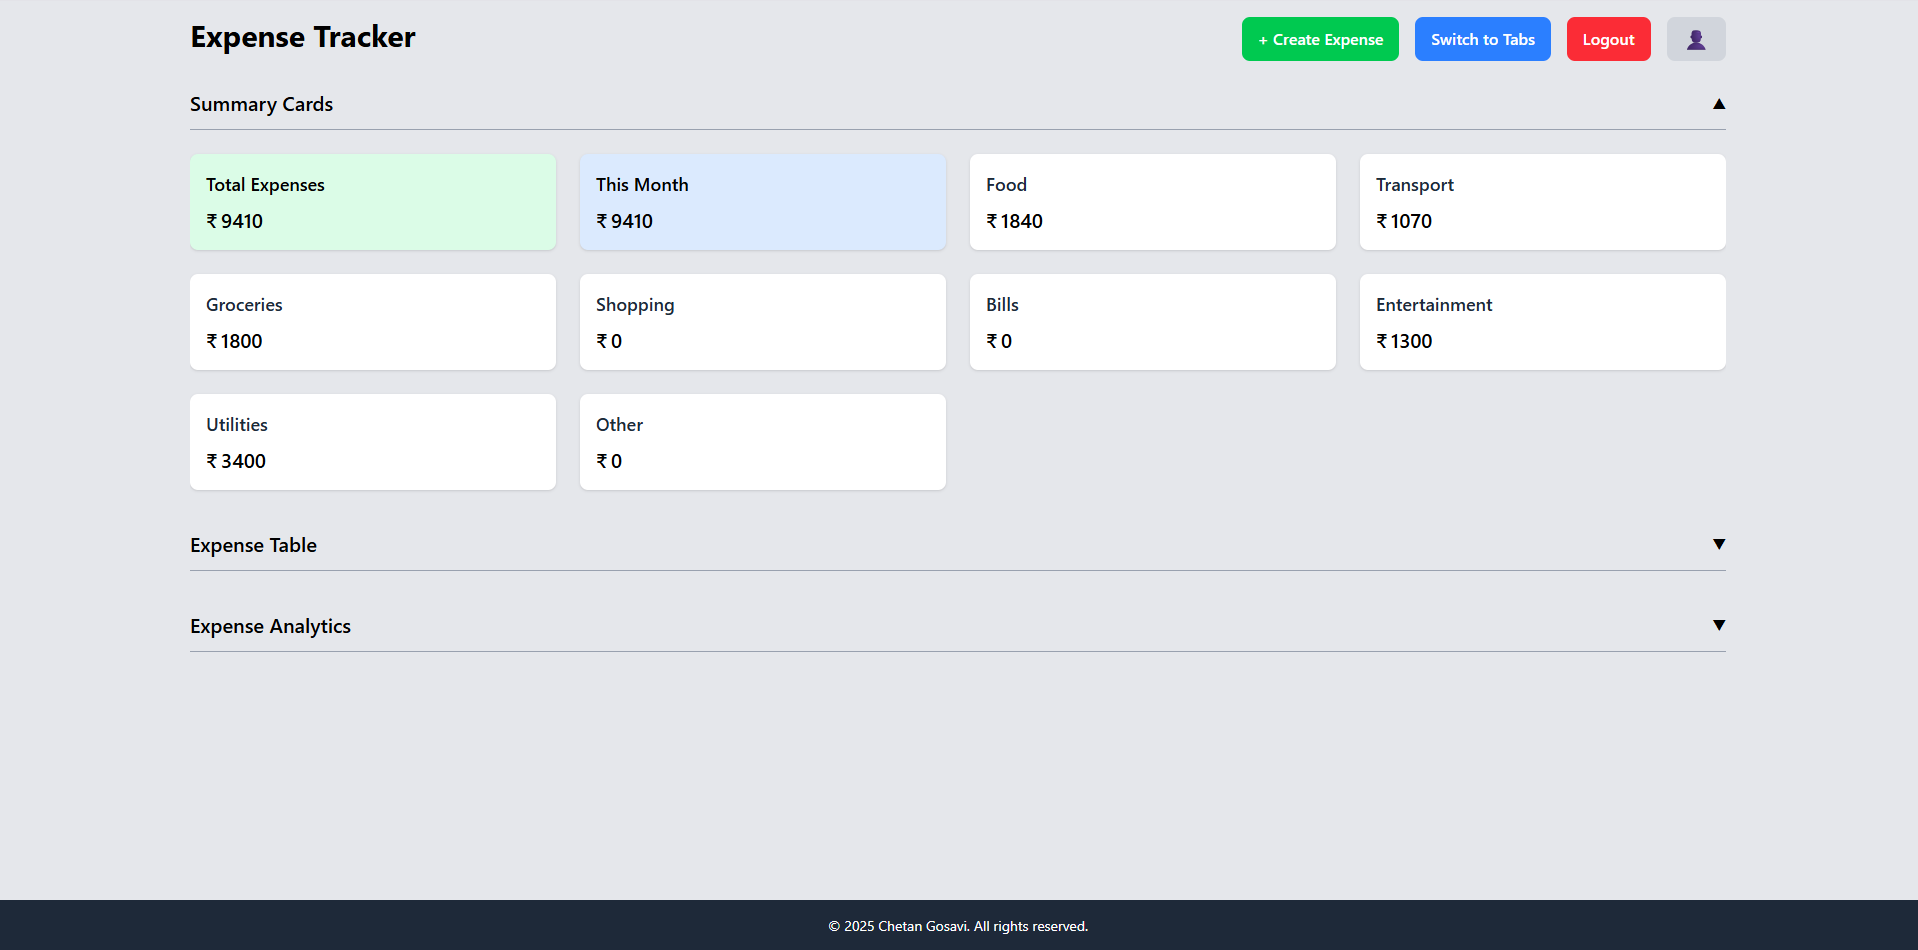 Expense Tracker
+ Create Expense
Switch to Tabs
Logout
Summary Cards
Total Expenses
₹ 9410
This Month
₹ 9410
Food
₹ 1840
Transport
₹ 1070
Groceries
₹ 1800
Shopping
₹ 0
Bills
₹ 0
Entertainment
₹ 1300
Utilities
₹ 3400
Other
₹ 0
Expense Table
Expense Analytics
© 2025 Chetan Gosavi. All rights reserved.